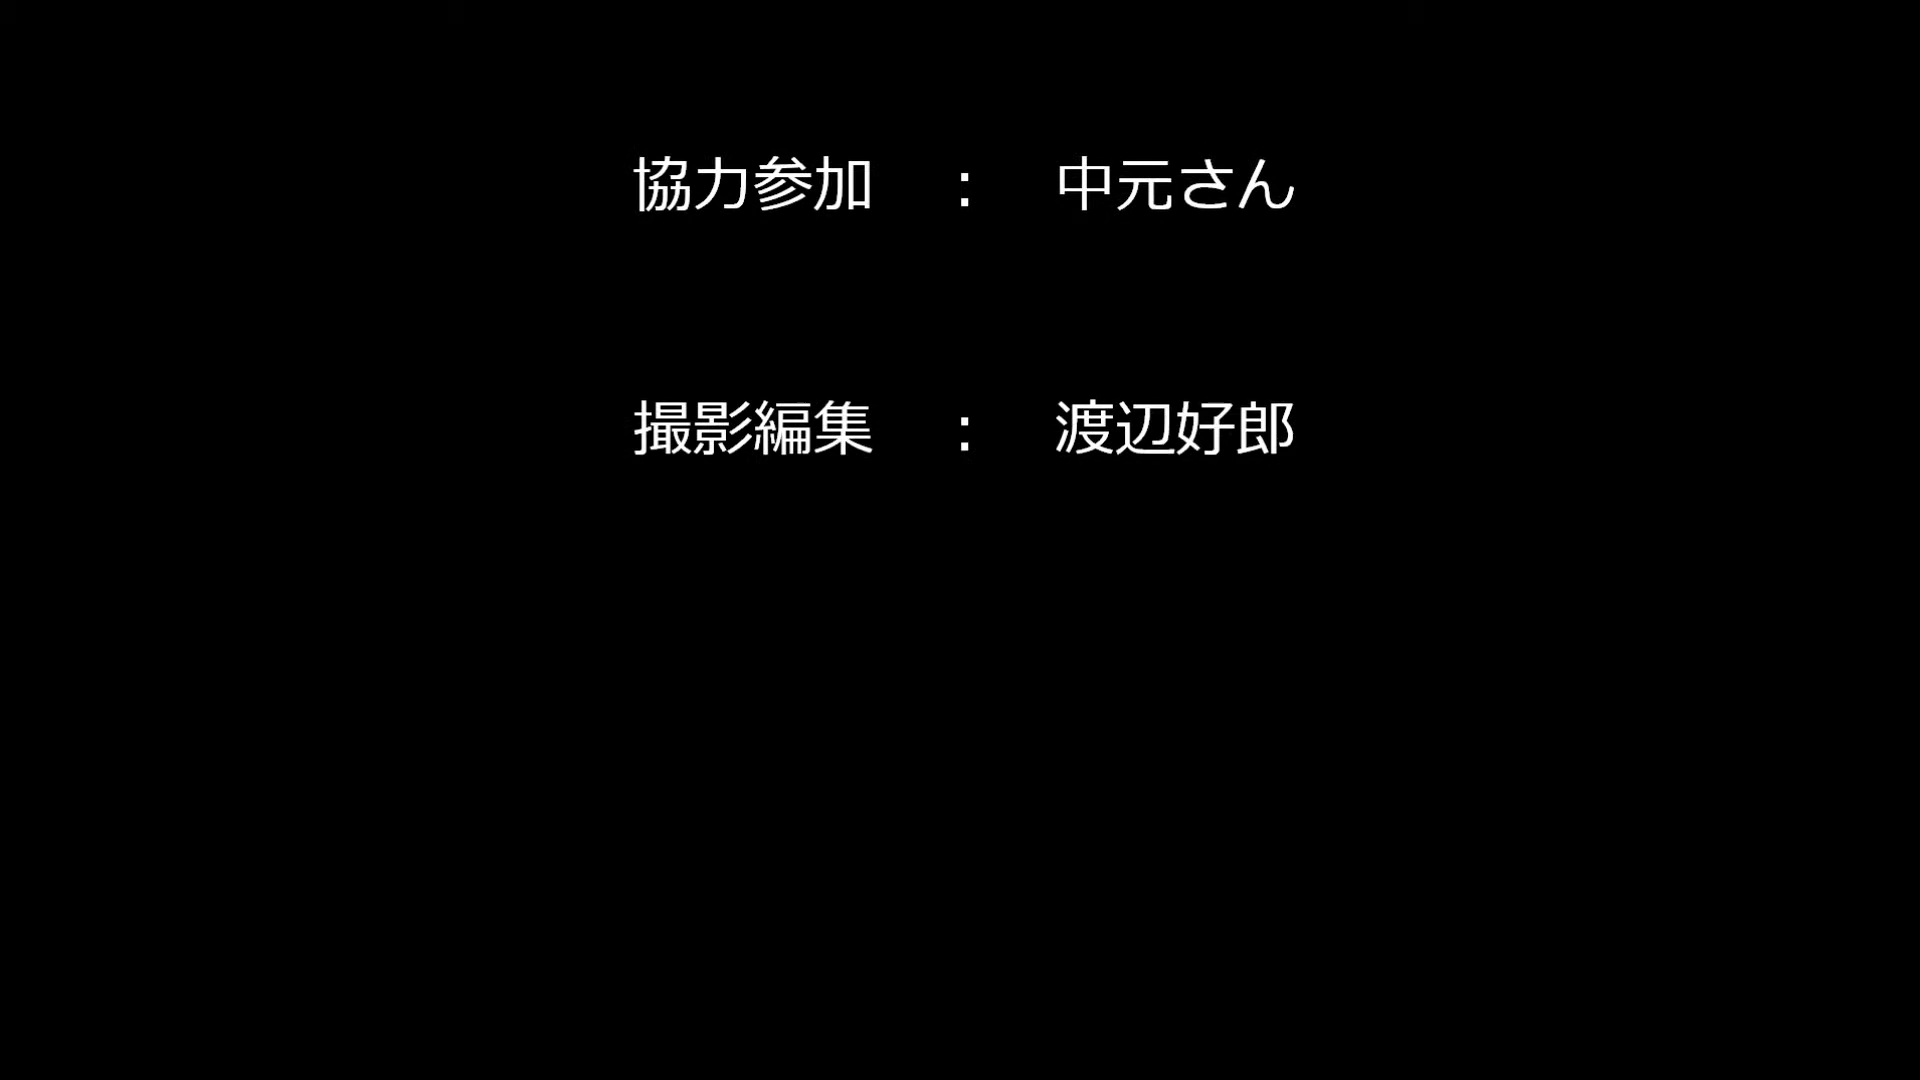 協力参加　：　中元さん
撮影編集　：　渡辺好郎